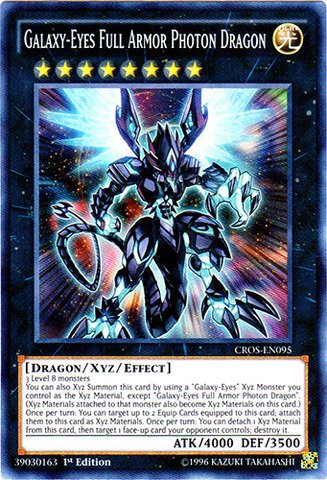 GALAXY-EYES FULL ARMOR PHOTON DRAGON
光
CROS-EN095
[DRAGON/XYZ/EFFECT]
3 Level 8 monsters
You can also Xyz Summon this card by using a "Galaxy-Eyes" Xyz Monster you
control as the Xyz Material, except "Galaxy-Eyes Full Armor Photon Dragon".
(Xyz Materials attached to that monster also become Xyz Materials on this card.)
Once per turn: You can target up to 2 Equip Cards equipped to this card; attach
them to this card as Xyz Materials. Once per turn: You can detach 1 Xyz Material
from this card, then target 1 face-up card your opponent controls; destroy it.
ATK/4000 DEF/3500
39030163 1st Edition ©1996 KAZUKI TAKAHASHI